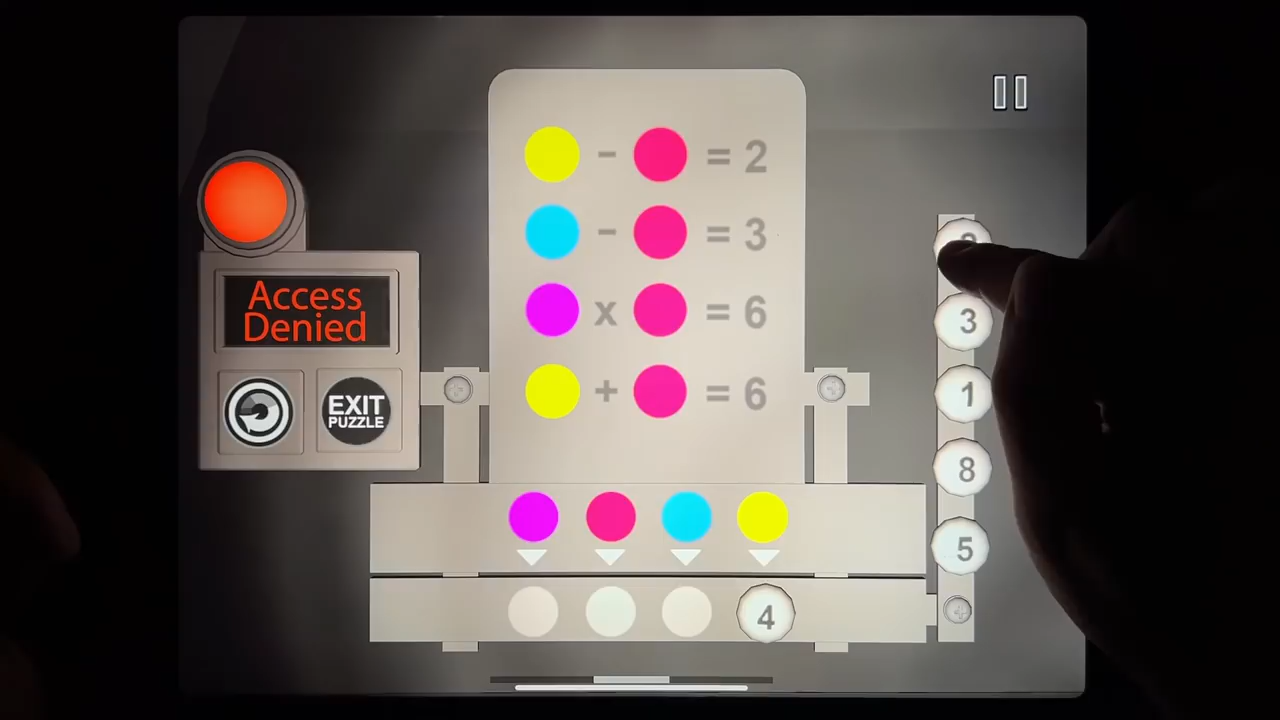 - = 2
- = 3
x = 6
+ = 6
Access
Denied
EXIT
PUZZLE
3
1
8
5
4